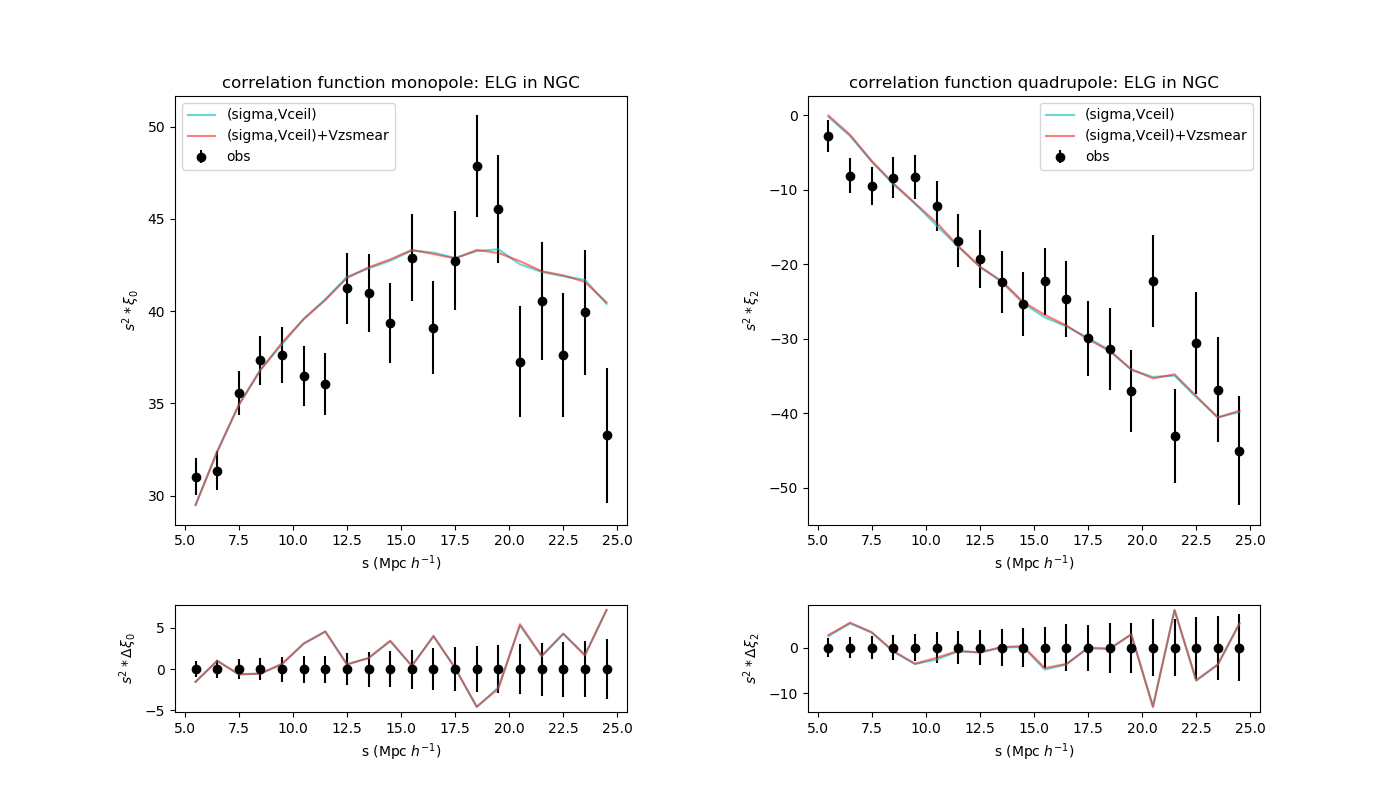 correlation function monopole: ELG in NGC
(sigma,Vceil)
(sigma,Vceil)+Vzsmear
obs
s² * ξ₀
50
45
40
35
30
5.0 7.5 10.0 12.5 15.0 17.5 20.0 22.5 25.0
s (Mpc h⁻¹)
s² * Δξ₀
5
0
−5
5.0 7.5 10.0 12.5 15.0 17.5 20.0 22.5 25.0
s (Mpc h⁻¹)
correlation function quadrupole: ELG in NGC
(sigma,Vceil)
(sigma,Vceil)+Vzsmear
obs
s² * ξ₂
0
−10
−20
−30
−40
−50
5.0 7.5 10.0 12.5 15.0 17.5 20.0 22.5 25.0
s (Mpc h⁻¹)
s² * Δξ₂
0
−10
5.0 7.5 10.0 12.5 15.0 17.5 20.0 22.5 25.0
s (Mpc h⁻¹)